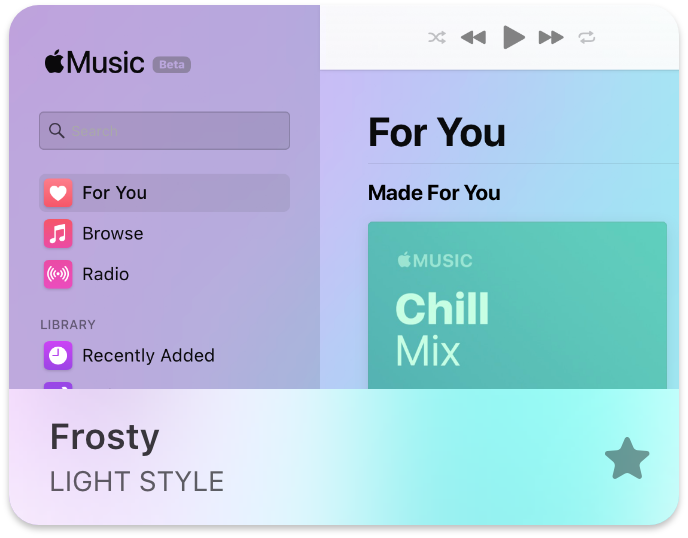 Music Beta
Search
For You
Browse
Radio
LIBRARY
Recently Added
For You
Made For You
MUSIC
Chill
Mix
Frosty
LIGHT STYLE